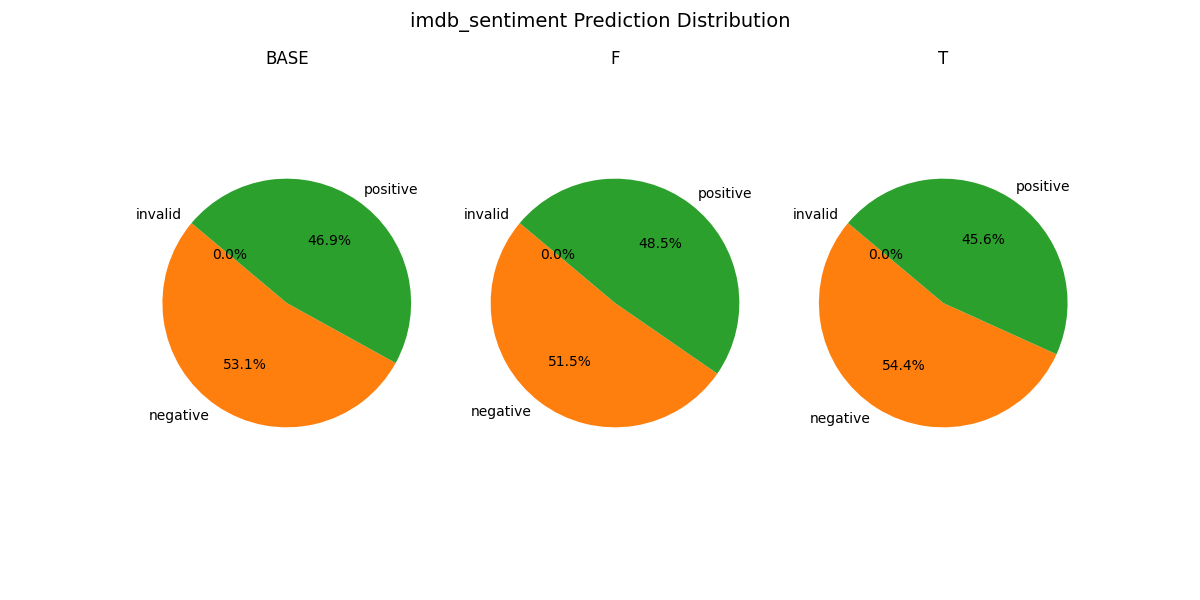 imdb_sentiment Prediction Distribution
BASE
positive
invalid
46.9%
0.0%
53.1%
negative
F
positive
invalid
48.5%
0.0%
51.5%
negative
T
positive
invalid
45.6%
0.0%
54.4%
negative